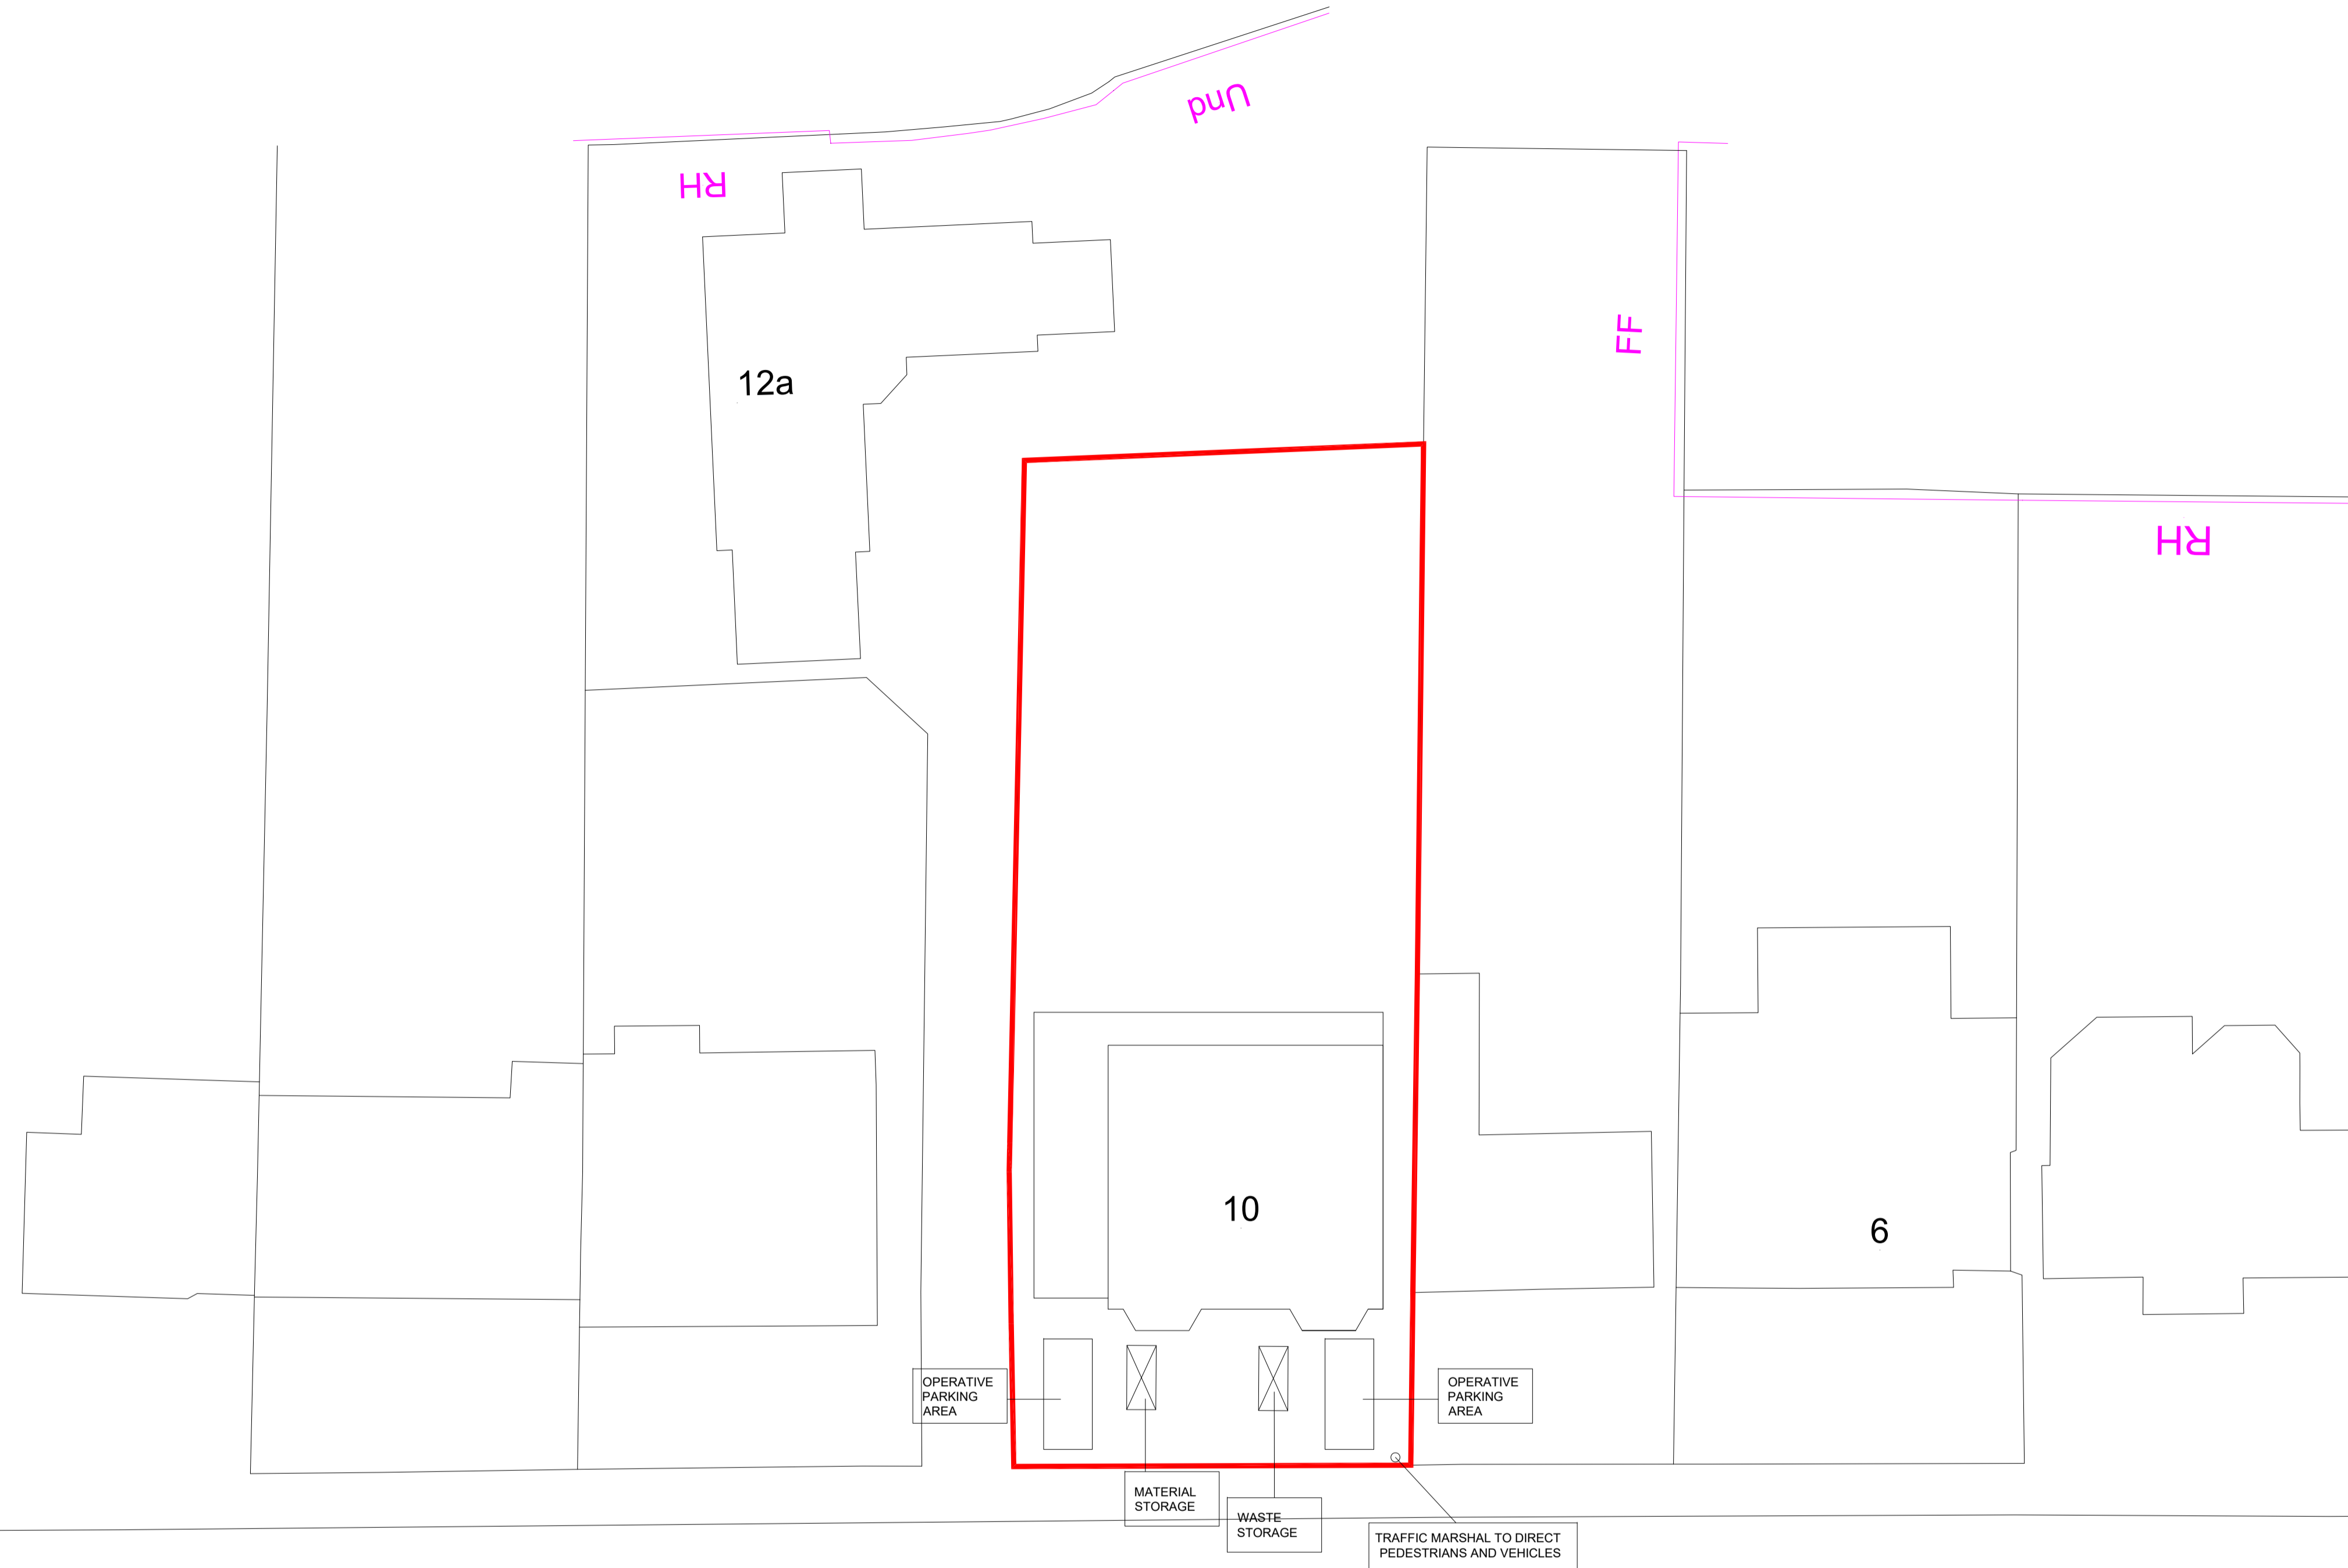 Und
RH
FF
12a
RH
10
6
OPERATIVE
PARKING
AREA
OPERATIVE
PARKING
AREA
MATERIAL
STORAGE
WASTE
STORAGE
TRAFFIC MARSHAL TO DIRECT
PEDESTRIANS AND VEHICLES